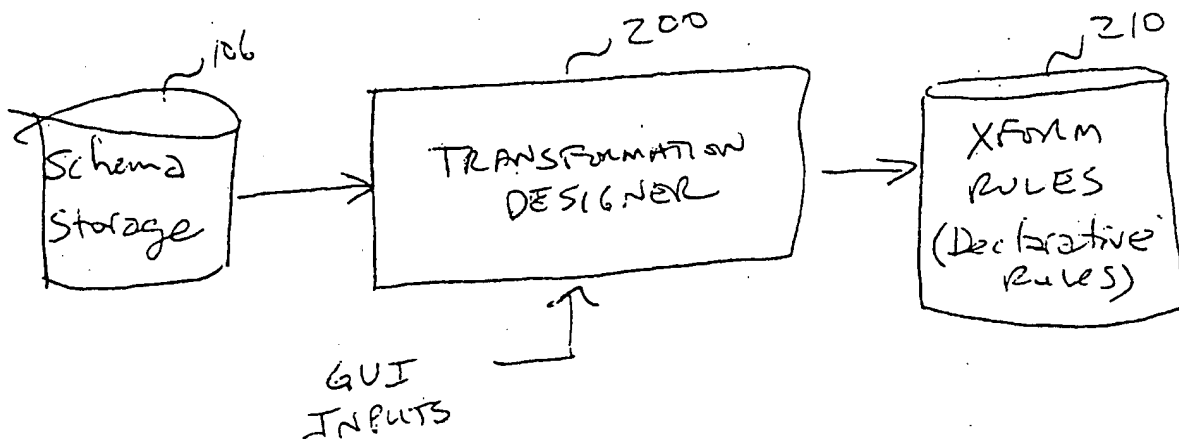 106
Schema
Storage
200
TRANSFORMATION
DESIGNER
210
XFORM
RULES
(Declarative
Rules)
GUI
INPUTS